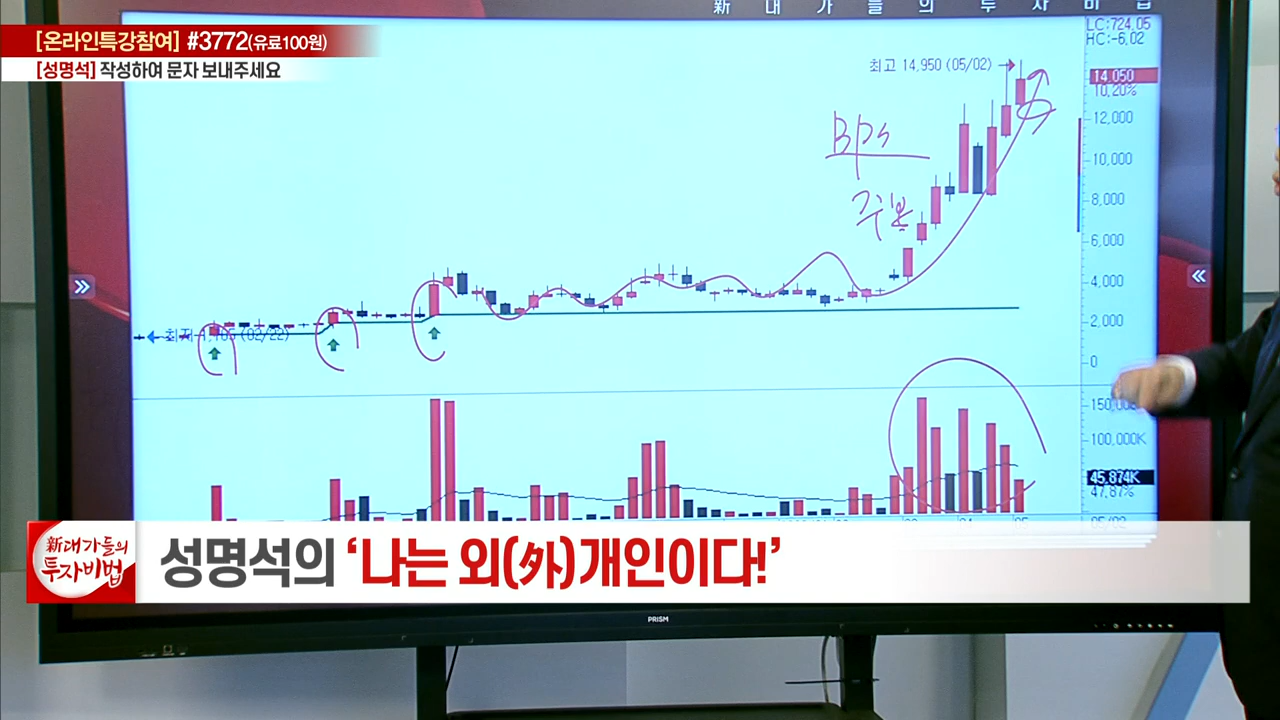 新 대 가 들 의 투 자 비 법
[온라인특강참여] #3772(유료100원)
[성명석] 작성하여 문자 보내주세요
LC:724.05
HC:-6.02
최고 14,950 (05/02)
14,050
10.20%
12,000
10,000
8,000
6,000
4,000
2,000
0
BPS
주봉
100,000K
45,874K
47.87%
新대가들의
투자비법
성명석의 ‘나는 외(外)개인이다!’
PRISM